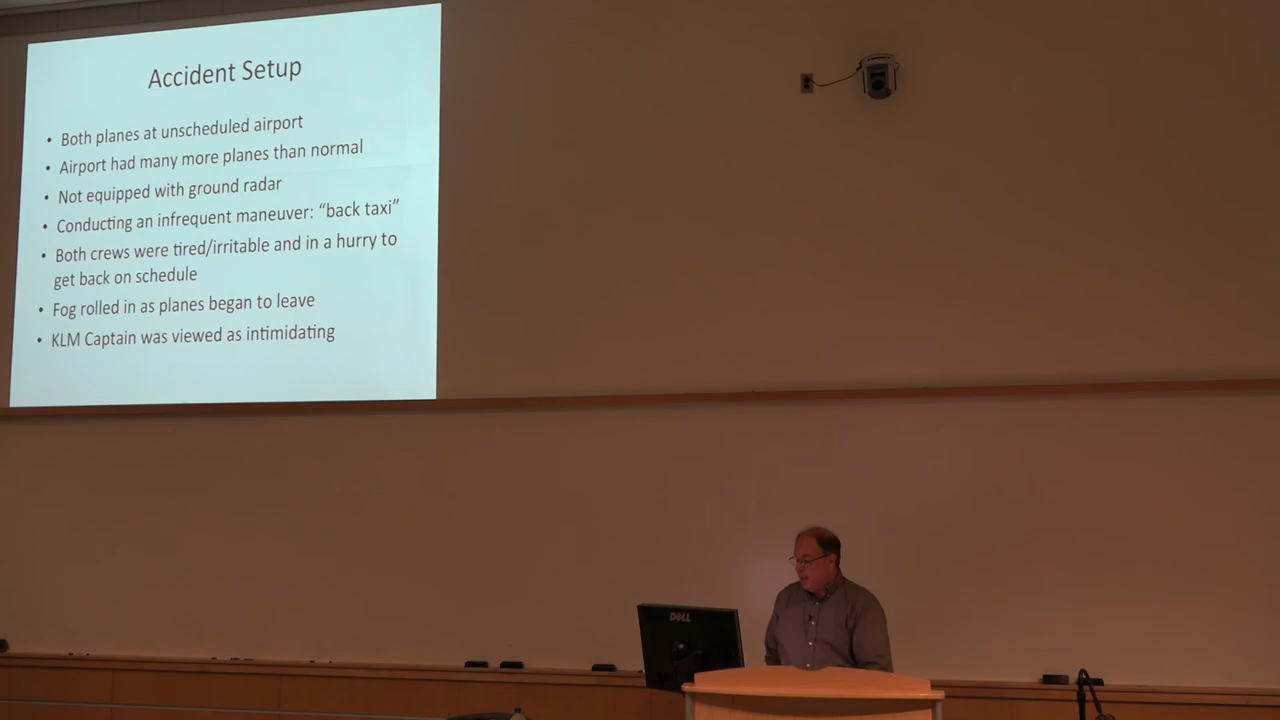 Accident Setup
• Both planes at unscheduled airport
• Airport had many more planes than normal
• Not equipped with ground radar
• Conducting an infrequent maneuver: “back taxi”
• Both crews were tired/irritable and in a hurry to
get back on schedule
• Fog rolled in as planes began to leave
• KLM Captain was viewed as intimidating
DELL